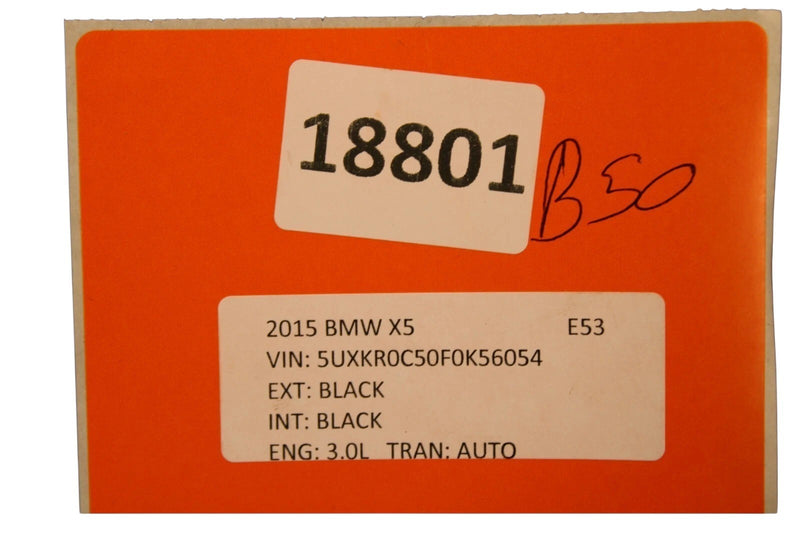 18801
B50
2015 BMW X5 E53
VIN: 5UXKR0C50F0K56054
EXT: BLACK
INT: BLACK
ENG: 3.0L TRAN: AUTO